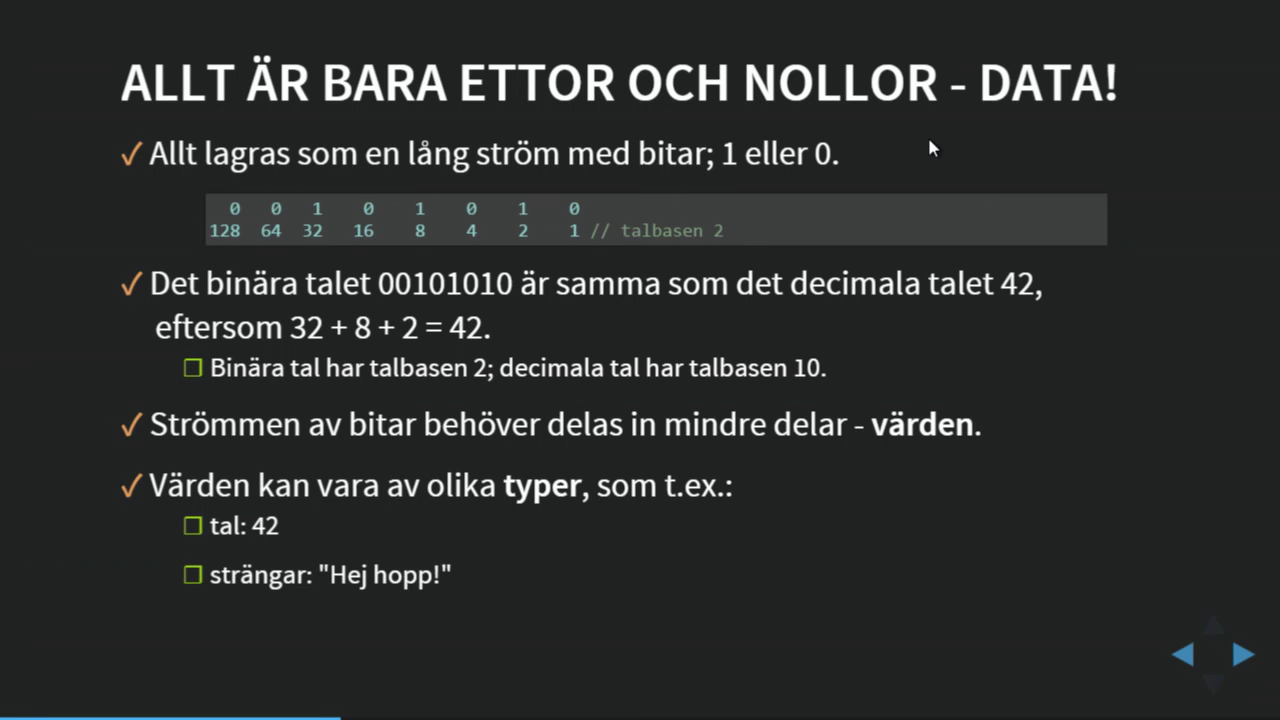 ALLT ÄR BARA ETTOR OCH NOLLOR - DATA!
Allt lagras som en lång ström med bitar; 1 eller 0.
0 0 1 0 1 0 1 0
128 64 32 16 8 4 2 1 // talbasen 2
Det binära talet 00101010 är samma som det decimala talet 42,
eftersom 32 + 8 + 2 = 42.
Binära tal har talbasen 2; decimala tal har talbasen 10.
Strömmen av bitar behöver delas in mindre delar - värden.
Värden kan vara av olika typer, som t.ex.:
tal: 42
strängar: "Hej hopp!"